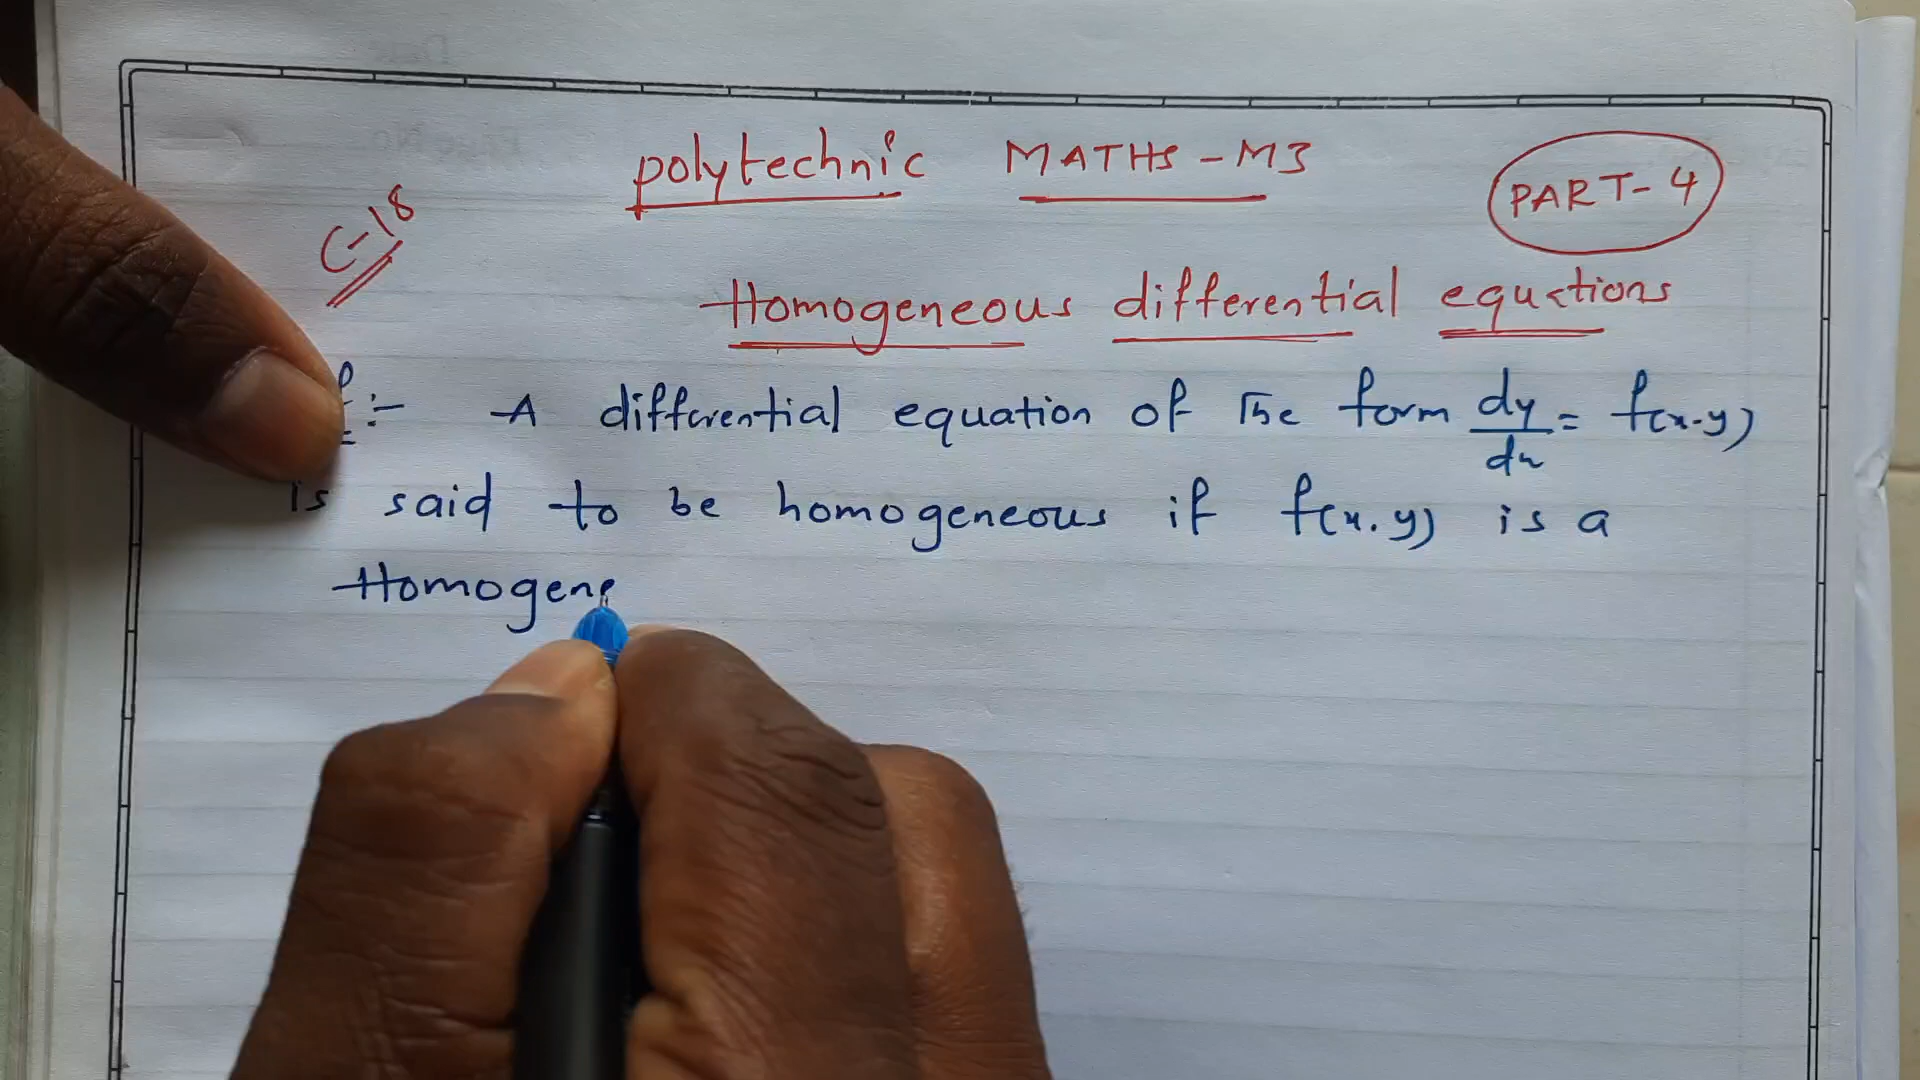 polytechnic MATHS - M3
PART-4
C-18
Homogeneous differential equations
:- A differential equation of The form dy/dx = f(x.y)
is said to be homogeneous if f(x.y) is a
Homogene